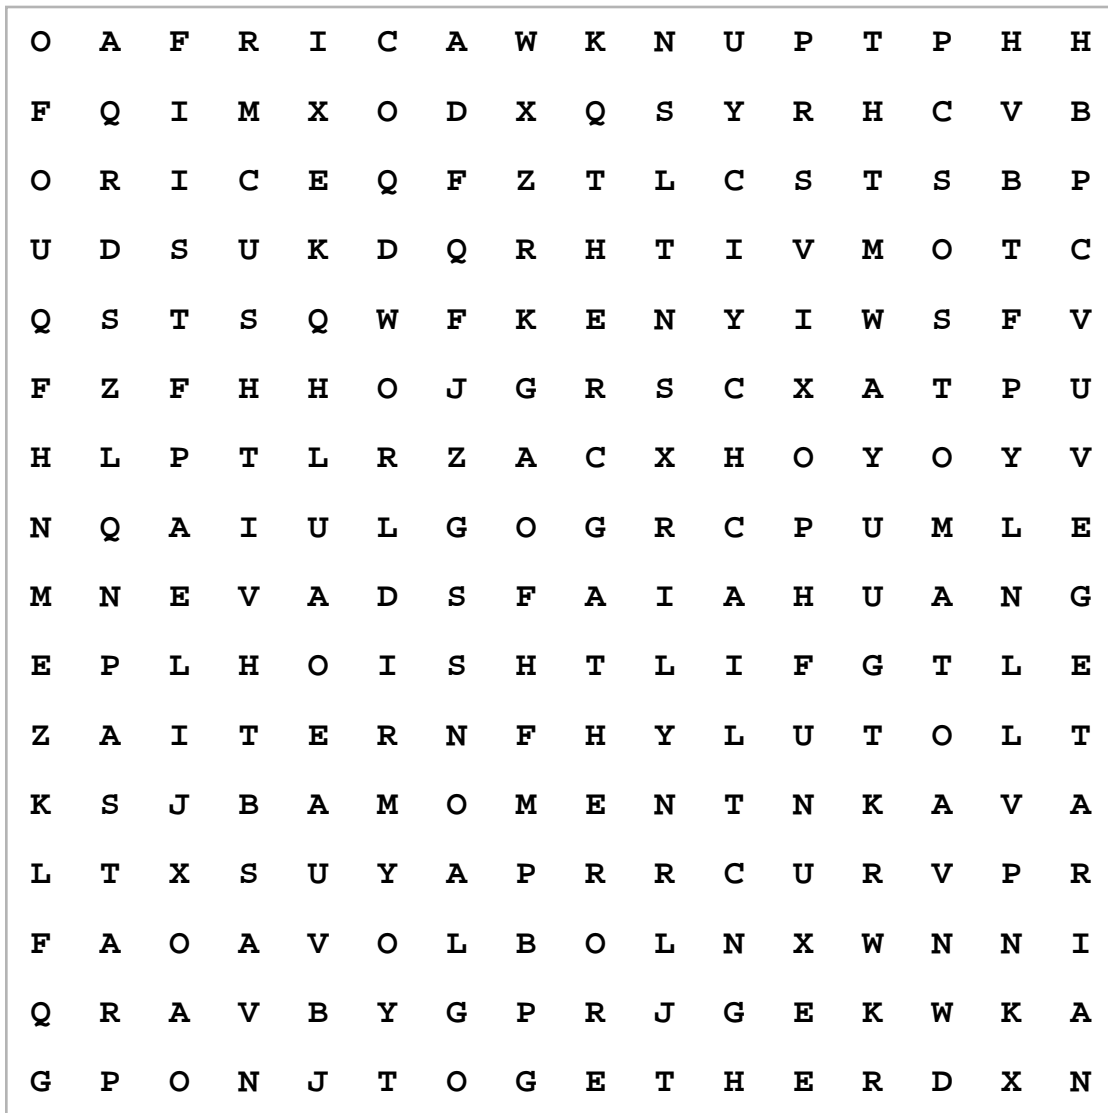 O A F R I C A W K N U P T P H H
F Q I M X O D X Q S Y R H C V B
O R I C E Q F Z T L C S T S B P
U D S U K D Q R H T I V M O T C
Q S T S Q W F K E N Y I W S F V
F Z F H H O J G R S C X A T P U
H L P T L R Z A C X H O Y O Y V
N Q A I U L G O G R C P U M L E
M N E V A D S F A I A H U A N G
E P L H O I S H T L I F G T L E
Z A I T E R N F H Y L U T O L T
K S J B A M O M E N T N K A V A
L T X S U Y A P R R C U R V P R
F A O A V O L B O L N X W N N I
Q R A V B Y G P R J G E K W K A
G P O N J T O G E T H E R D X N